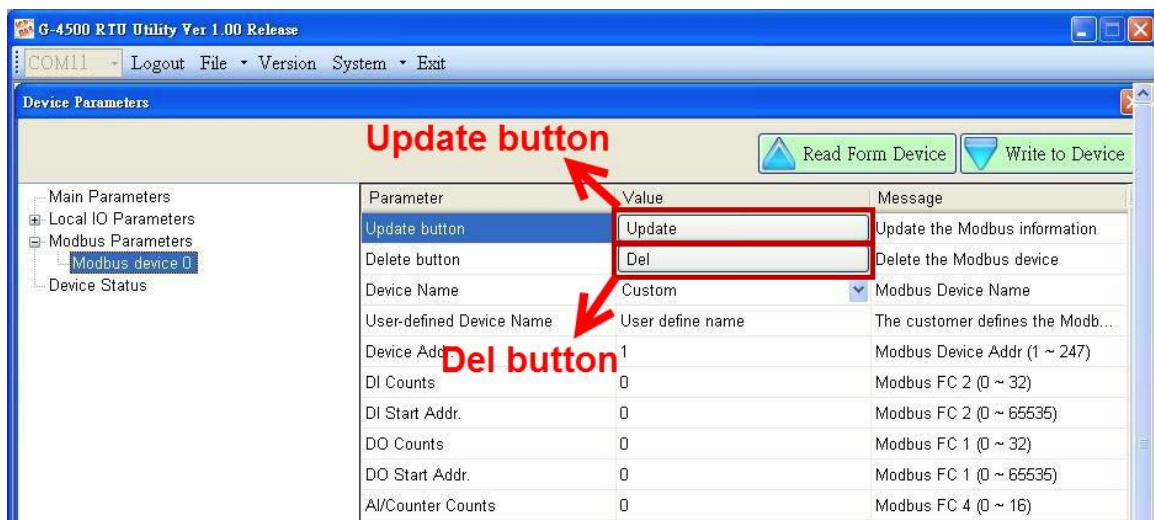 G-4500 RTU Utility Ver 1.00 Release
COM11 Logout File Version System Exit
Device Parameters
Update button
Read Form Device Write to Device
Main Parameters
Local IO Parameters
Modbus Parameters
Modbus device 0
Device Status
Parameter Value Message
Update button Update Update the Modbus information
Delete button Del Delete the Modbus device
Device Name Custom Modbus Device Name
User-defined Device Name User define name The customer defines the Modb...
Device Addr. 1 Modbus Device Addr (1 ~ 247)
Del button
DI Counts 0 Modbus FC 2 (0 ~ 32)
DI Start Addr. 0 Modbus FC 2 (0 ~ 65535)
DO Counts 0 Modbus FC 1 (0 ~ 32)
DO Start Addr. 0 Modbus FC 1 (0 ~ 65535)
AI/Counter Counts 0 Modbus FC 4 (0 ~ 16)